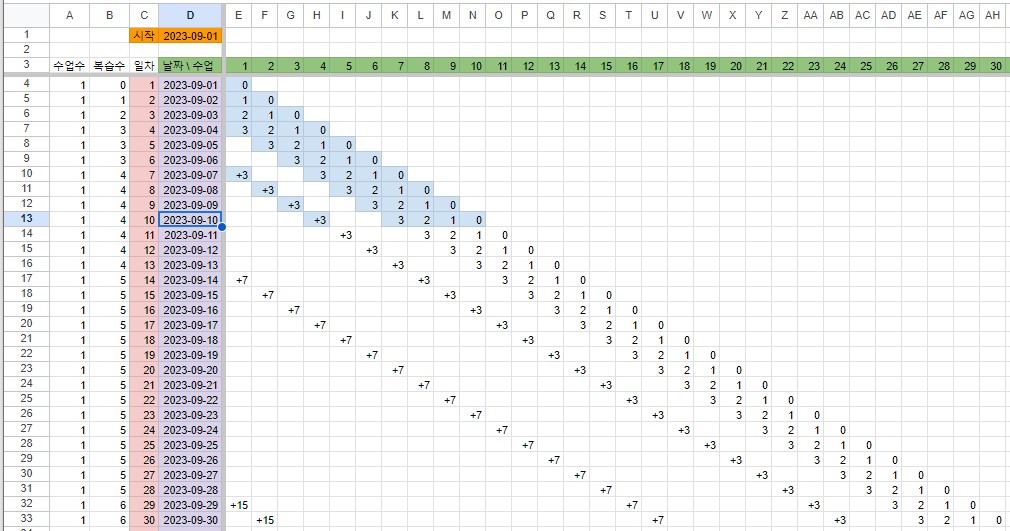 A B C D E F G H I J K L M N O P Q R S T U V W X Y Z AA AB AC AD AE AF AG AH
1 시작 2023-09-01
2
3 수업수 복습수 일차 날짜 \ 수업 1 2 3 4 5 6 7 8 9 10 11 12 13 14 15 16 17 18 19 20 21 22 23 24 25 26 27 28 29 30
4 1 0 1 2023-09-01 0
5 1 1 2 2023-09-02 1 0
6 1 2 3 2023-09-03 2 1 0
7 1 3 4 2023-09-04 3 2 1 0
8 1 3 5 2023-09-05 3 2 1 0
9 1 3 6 2023-09-06 3 2 1 0
10 1 4 7 2023-09-07 +3 3 2 1 0
11 1 4 8 2023-09-08 +3 3 2 1 0
12 1 4 9 2023-09-09 +3 3 2 1 0
13 1 4 10 2023-09-10 +3 3 2 1 0
14 1 4 11 2023-09-11 +3 3 2 1 0
15 1 4 12 2023-09-12 +3 3 2 1 0
16 1 4 13 2023-09-13 +3 3 2 1 0
17 1 5 14 2023-09-14 +7 +3 3 2 1 0
18 1 5 15 2023-09-15 +7 +3 3 2 1 0
19 1 5 16 2023-09-16 +7 +3 3 2 1 0
20 1 5 17 2023-09-17 +7 +3 3 2 1 0
21 1 5 18 2023-09-18 +7 +3 3 2 1 0
22 1 5 19 2023-09-19 +7 +3 3 2 1 0
23 1 5 20 2023-09-20 +7 +3 3 2 1 0
24 1 5 21 2023-09-21 +7 +3 3 2 1 0
25 1 5 22 2023-09-22 +7 +3 3 2 1 0
26 1 5 23 2023-09-23 +7 +3 3 2 1 0
27 1 5 24 2023-09-24 +7 +3 3 2 1 0
28 1 5 25 2023-09-25 +7 +3 3 2 1 0
29 1 5 26 2023-09-26 +7 +3 3 2 1 0
30 1 5 27 2023-09-27 +7 +3 3 2 1 0
31 1 5 28 2023-09-28 +7 +3 3 2 1 0
32 1 6 29 2023-09-29 +15 +7 +3 3 2 1 0
33 1 6 30 2023-09-30 +15 +7 +3 3 2 1 0